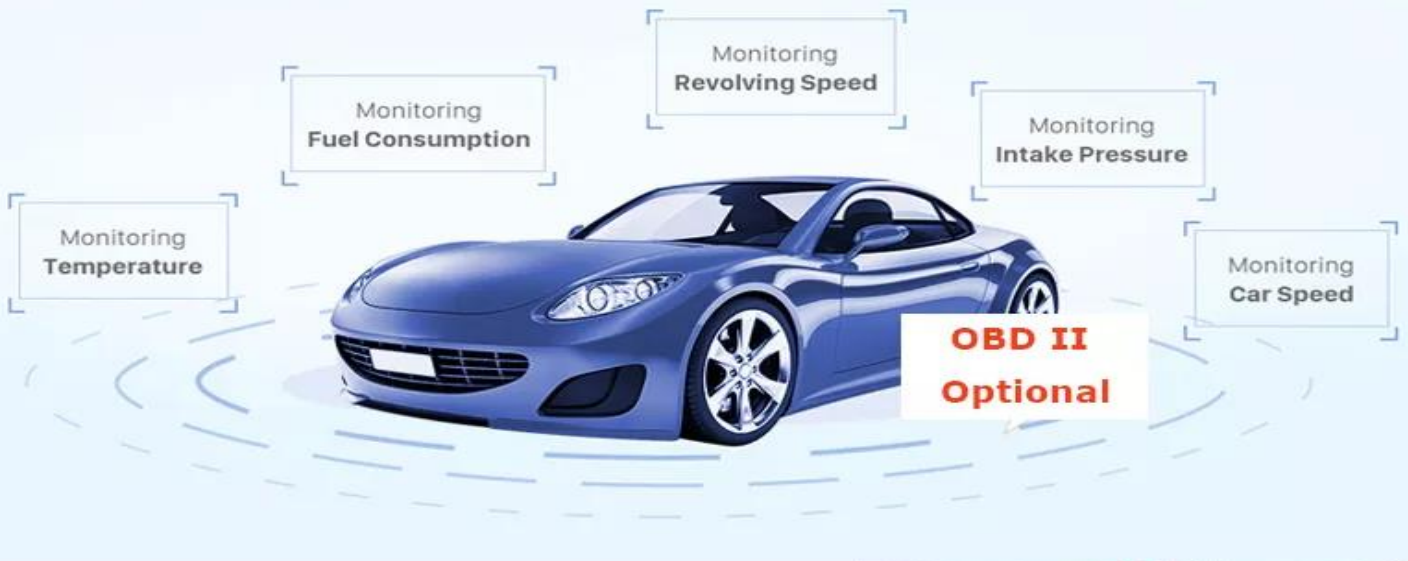 Monitoring
Revolving Speed
Monitoring
Fuel Consumption
Monitoring
Intake Pressure
Monitoring
Temperature
Monitoring
Car Speed
OBD II
Optional